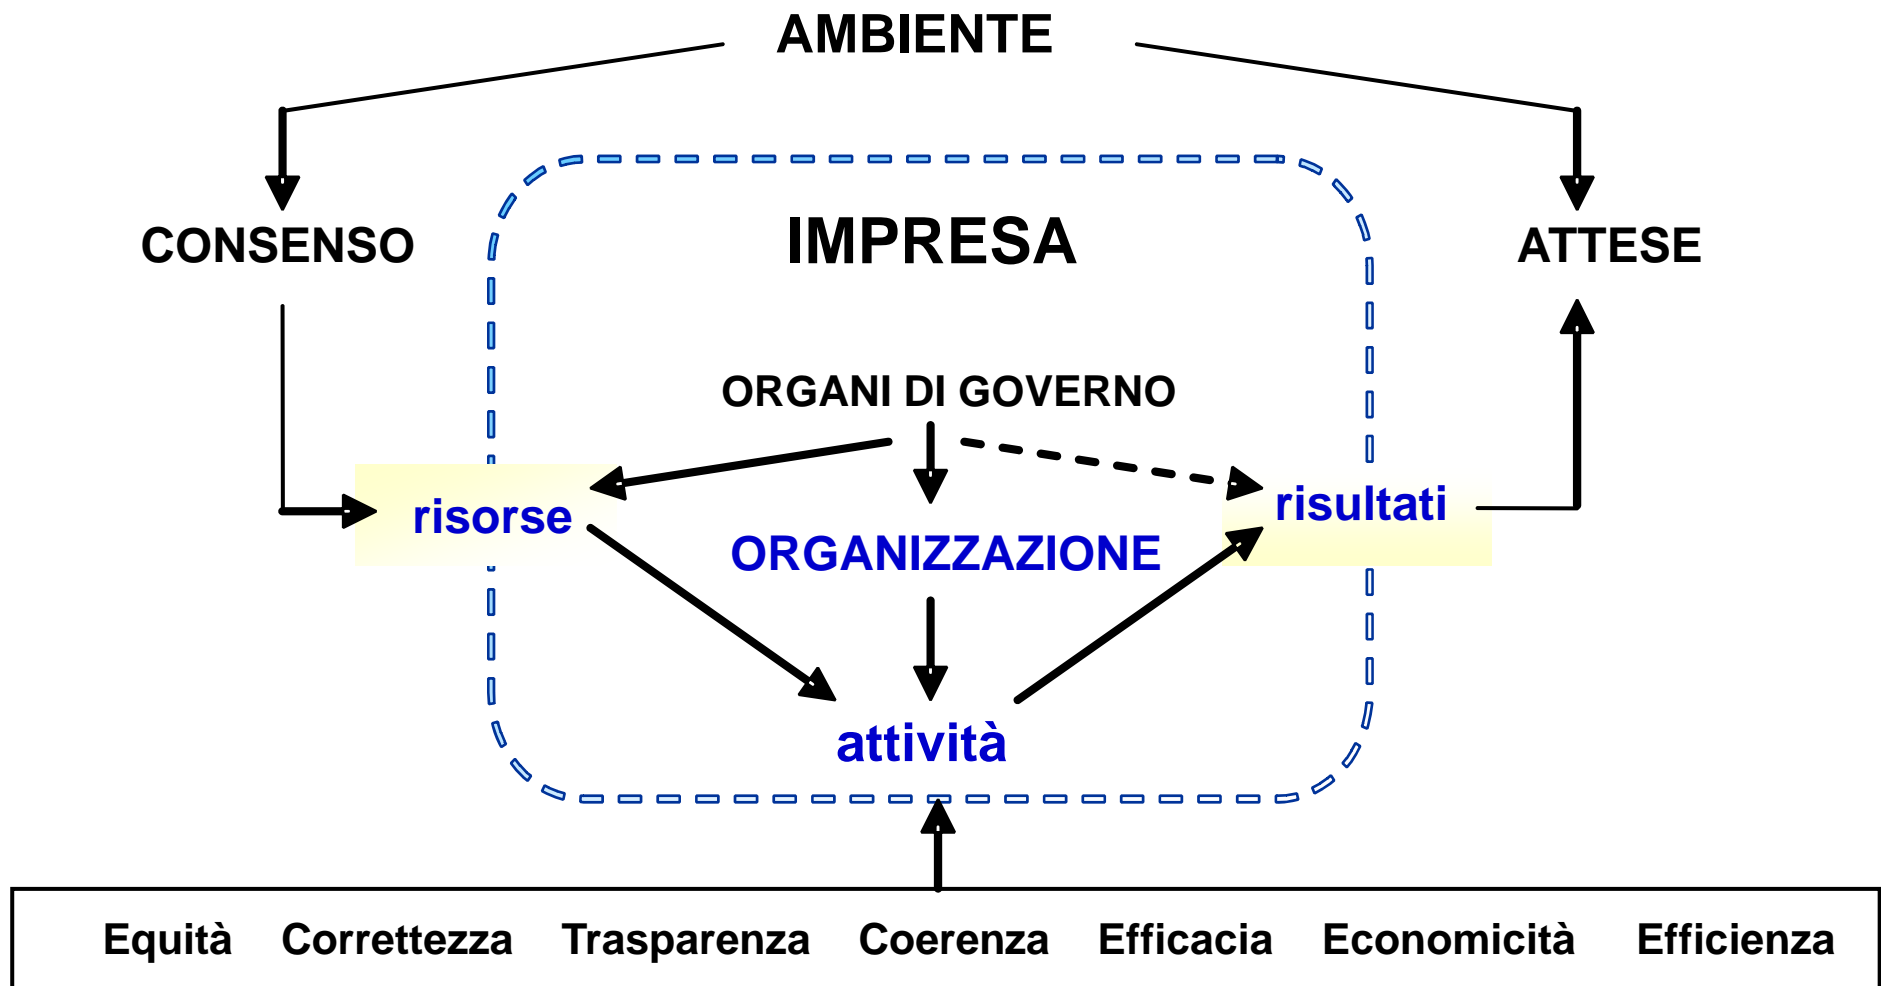 AMBIENTE
CONSENSO
IMPRESA
ATTESE
ORGANI DI GOVERNO
risorse
risultati
ORGANIZZAZIONE
attività
Equità Correttezza Trasparenza Coerenza Efficacia Economicità Efficienza